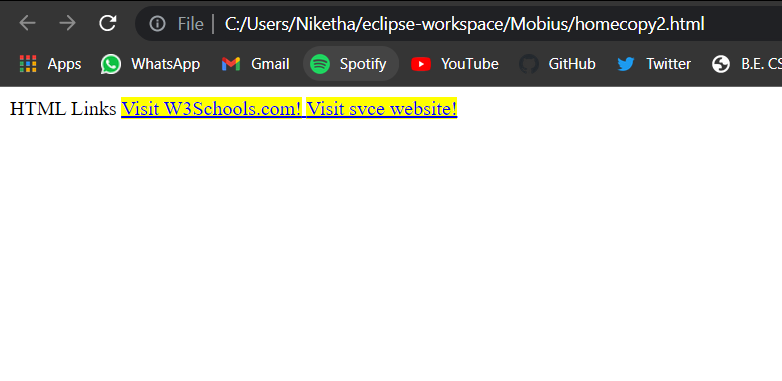 File | C:/Users/Niketha/eclipse-workspace/Mobius/homecopy2.html
Apps WhatsApp Gmail Spotify YouTube GitHub Twitter B.E. CS
HTML Links Visit W3Schools.com! Visit svce website!